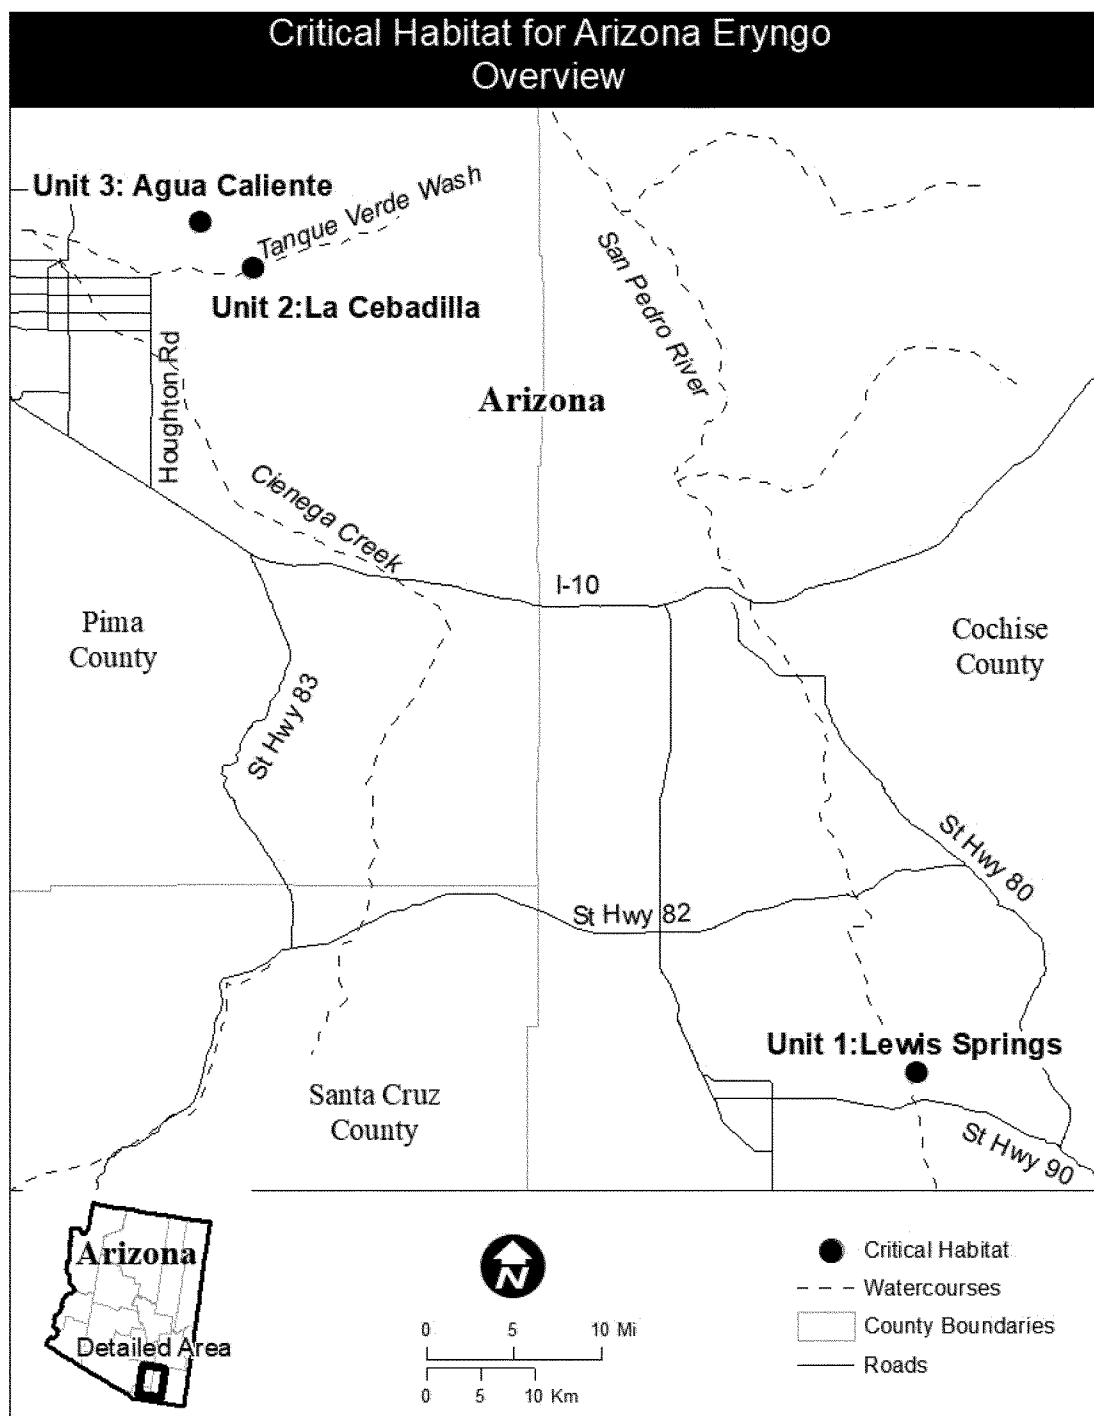 Critical Habitat for Arizona Eryngo
Overview
Unit 3: Agua Caliente
Tanque Verde Wash
Unit 2:La Cebadilla
San Pedro River
Houghton Rd
Arizona
Cienega Creek
I-10
Pima
County
Cochise
County
St Hwy 83
St Hwy 80
St Hwy 82
Unit 1:Lewis Springs
Santa Cruz
County
St Hwy 90
Arizona
Detailed Area
N
0 5 10 Mi
0 5 10 Km
Critical Habitat
Watercourses
County Boundaries
Roads